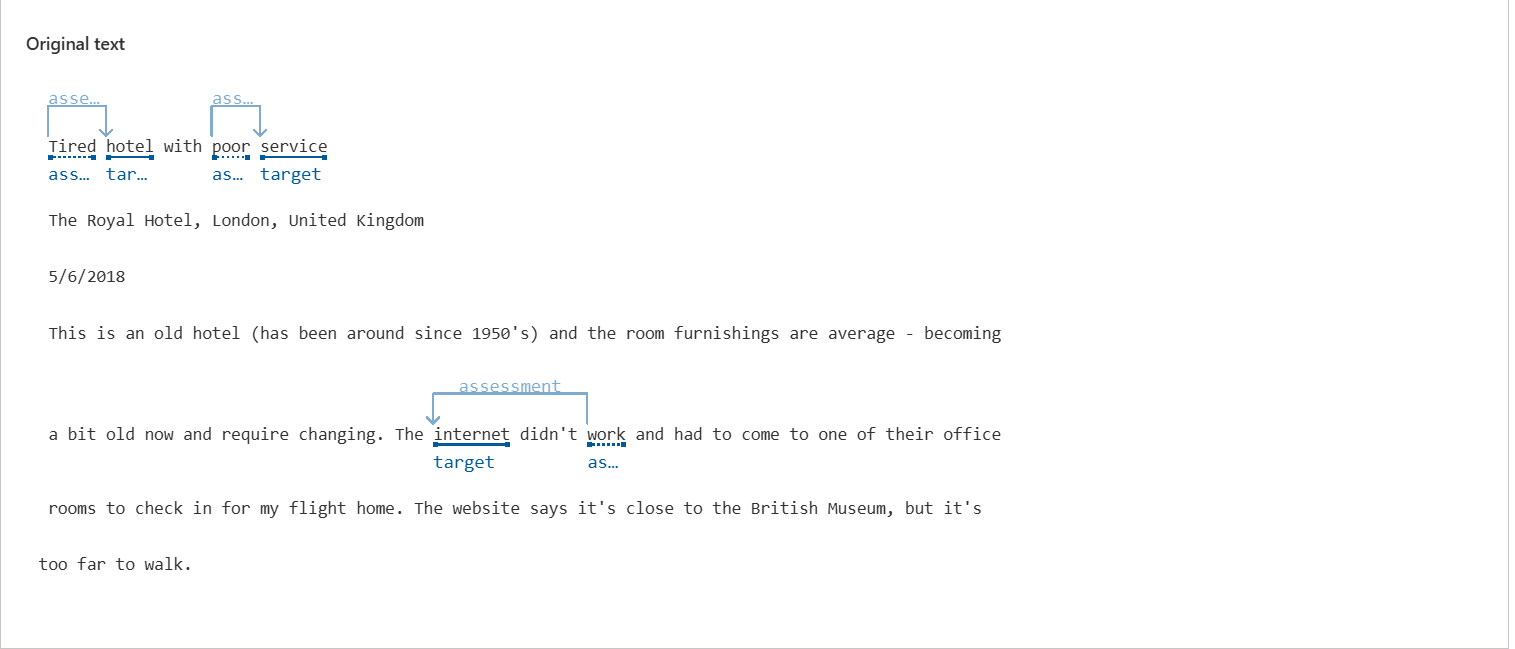 Original text
asse… ass…
Tired hotel with poor service
ass… tar… as… target
The Royal Hotel, London, United Kingdom
5/6/2018
This is an old hotel (has been around since 1950's) and the room furnishings are average - becoming
assessment
a bit old now and require changing. The internet didn't work and had to come to one of their office
target as…
rooms to check in for my flight home. The website says it's close to the British Museum, but it's
too far to walk.